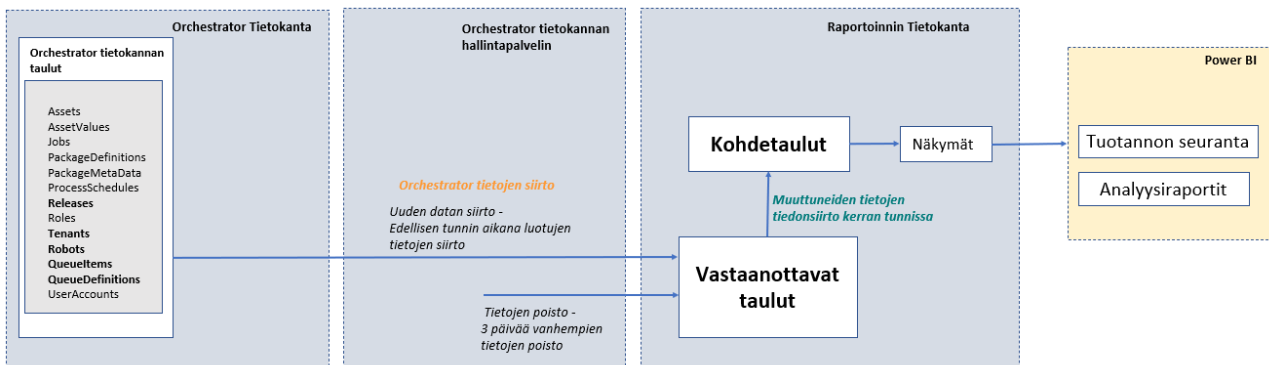 Orchestrator Tietokanta
Orchestrator tietokannan
taulut
Assets
AssetValues
Jobs
PackageDefinitions
PackageMetaData
ProcessSchedules
Releases
Roles
Tenants
Robots
QueueItems
QueueDefinitions
UserAccounts
Orchestrator tietokannan
hallintapalvelin
Orchestrator tietojen siirto
Uuden datan siirto -
Edellisen tunnin aikana luotujen
tietojen siirto
Tietojen poisto -
3 päivää vanhempien
tietojen poisto
Raportoinnin Tietokanta
Kohdetaulut
Näkymät
Muuttuneiden tietojen
tiedonsiirto kerran tunnissa
Vastaanottavat
taulut
Power BI
Tuotannon seuranta
Analyysiraportit